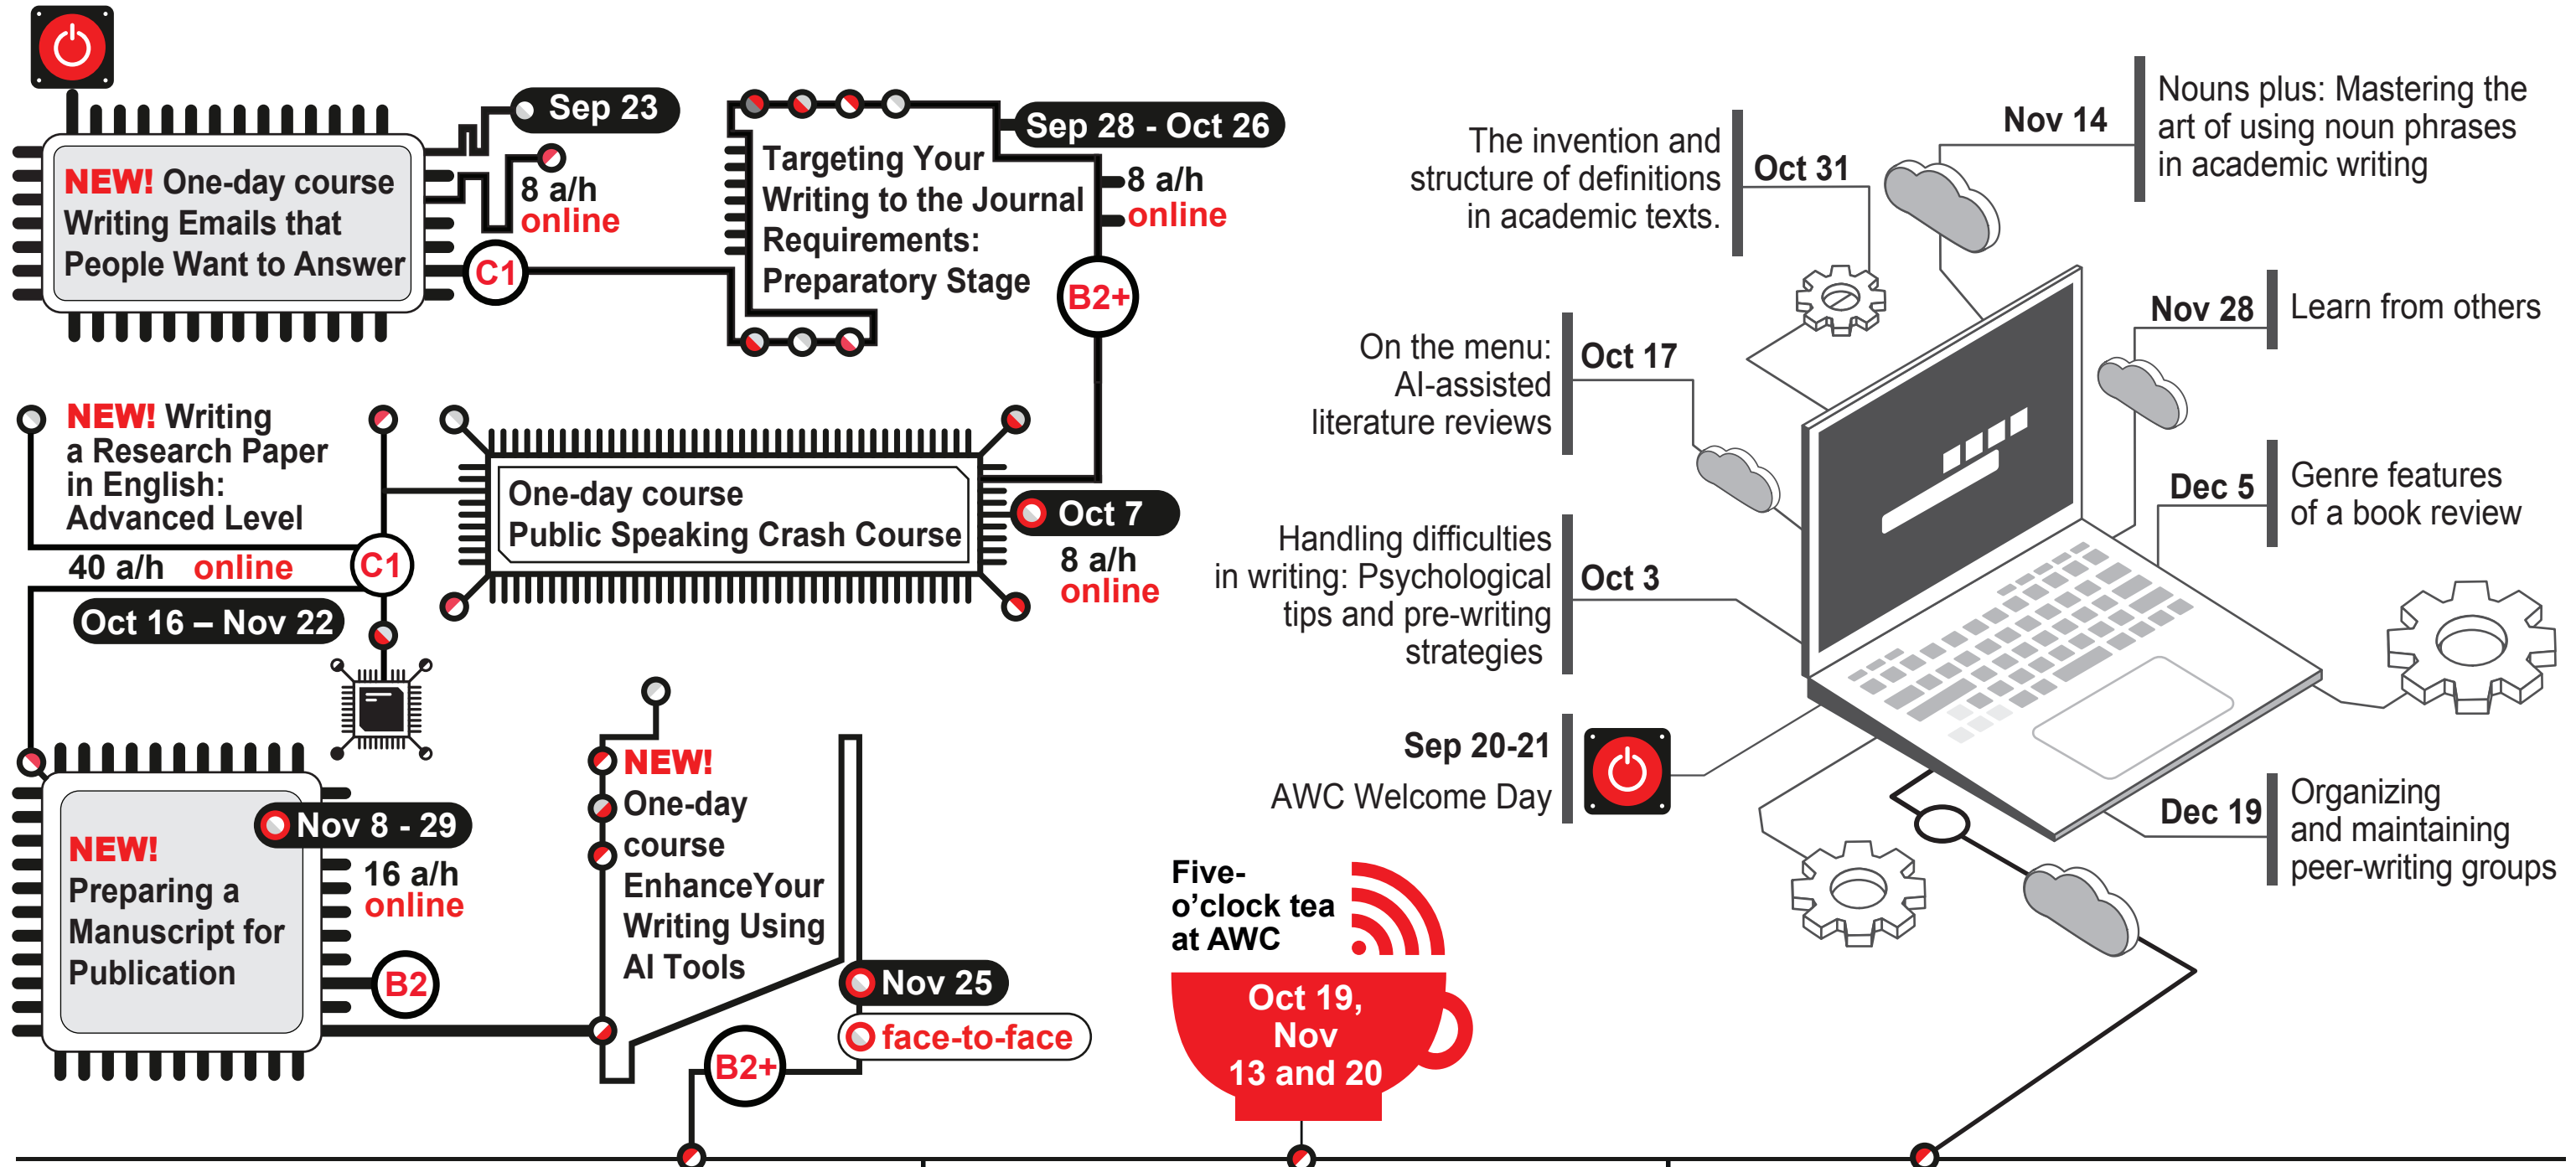 NEW! One-day course
Writing Emails that
People Want to Answer
Sep 23
8 a/h
online
C1
Targeting Your
Writing to the Journal
Requirements:
Preparatory Stage
Sep 28 - Oct 26
8 a/h
online
B2+
NEW! Writing
a Research Paper
in English:
Advanced Level
40 a/h online
C1
Oct 16 – Nov 22
One-day course
Public Speaking Crash Course
Oct 7
8 a/h
online
NEW!
Preparing a
Manuscript for
Publication
Nov 8 - 29
16 a/h
online
B2
NEW!
One-day
course
EnhanceYour
Writing Using
AI Tools
Nov 25
face-to-face
B2+
Five-
o’clock tea
at AWC
Oct 19,
Nov
13 and 20
The invention and
structure of definitions
in academic texts.
Oct 31
On the menu:
AI-assisted
literature reviews
Oct 17
Handling difficulties
in writing: Psychological
tips and pre-writing
strategies
Oct 3
Sep 20-21
AWC Welcome Day
Nov 14
Nouns plus: Mastering the
art of using noun phrases
in academic writing
Nov 28
Learn from others
Dec 5
Genre features
of a book review
Dec 19
Organizing
and maintaining
peer-writing groups